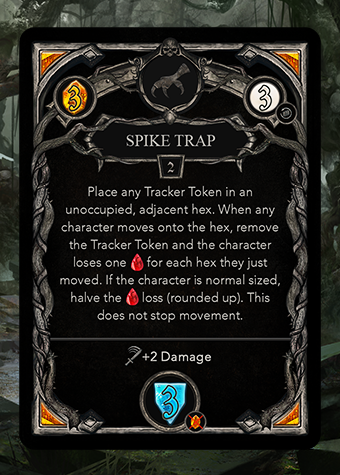 3
3
SPIKE TRAP
2
Place any Tracker Token in an
unoccupied, adjacent hex. When any
character moves onto the hex, remove
the Tracker Token and the character
loses one for each hex they just
moved. If the character is normal sized,
halve the loss (rounded up). This
does not stop movement.
+2 Damage
3